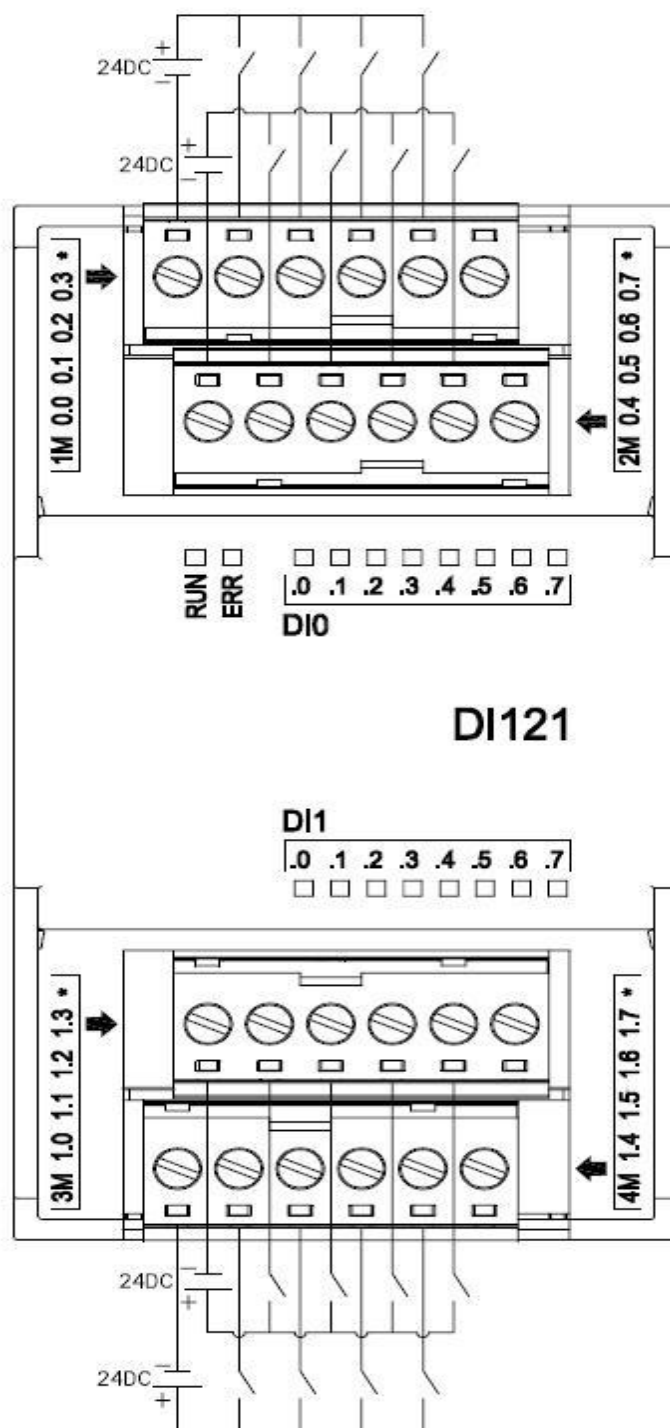 +
24DC
−
+
24DC
−
1M 0.0 0.1 0.2 0.3 *
2M 0.4 0.5 0.6 0.7 *
RUN
ERR
.0 .1 .2 .3 .4 .5 .6 .7
DI0
DI121
DI1
.0 .1 .2 .3 .4 .5 .6 .7
3M 1.0 1.1 1.2 1.3 *
4M 1.4 1.5 1.6 1.7 *
−
24DC
+
−
24DC
+